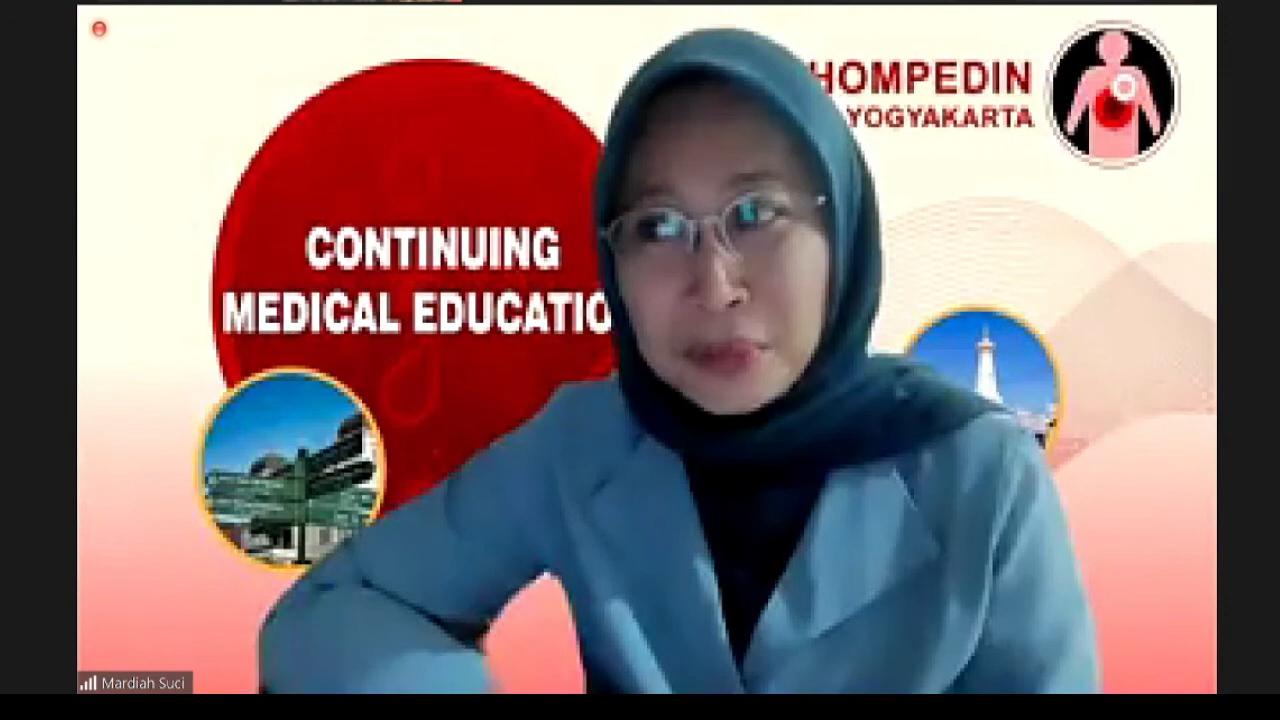 HOMPEDIN
YOGYAKARTA
CONTINUING
MEDICAL EDUCATIO
Mardiah Suci